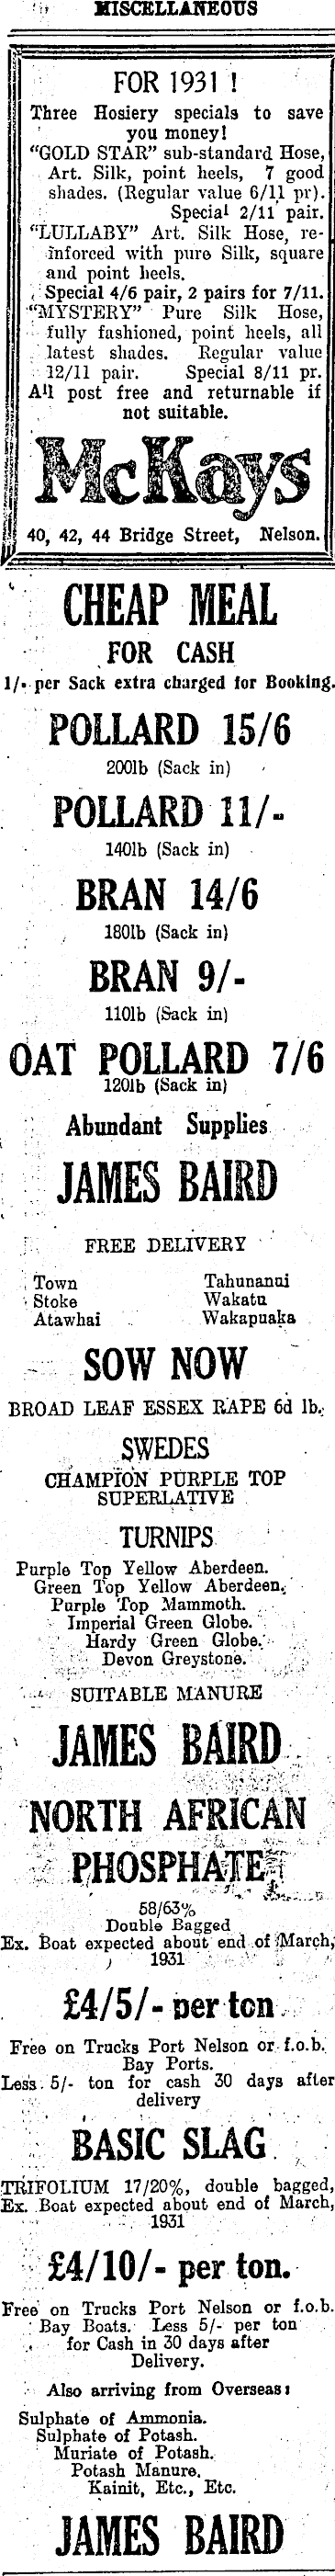 MISCELLANEOUS
FOR 1931 !
Three Hosiery specials to save
you money!
"GOLD STAR" sub-standard Hose,
Art. Silk, point heels, 7 good
shades. (Regular value 6/11 pr).
Special 2/11 pair.
"LULLABY" Art. Silk Hose, re-
inforced with pure Silk, square
and point heels.
Special 4/6 pair, 2 pairs for 7/11.
"MYSTERY" Pure Silk Hose,
fully fashioned, point heels, all
latest shades. Regular value
12/11 pair. Special 8/11 pr.
All post free and returnable if
not suitable.
McKays
40, 42, 44 Bridge Street, Nelson.
CHEAP MEAL
FOR CASH
1/- per Sack extra charged for Booking.
POLLARD 15/6
200lb (Sack in)
POLLARD 11/-
140lb (Sack in)
BRAN 14/6
180lb (Sack in)
BRAN 9/-
110lb (Sack in)
OAT POLLARD 7/6
120lb (Sack in)
Abundant Supplies
JAMES BAIRD
FREE DELIVERY
Town Tahunanui
Stoke Wakatu
Atawhai Wakapuaka
SOW NOW
BROAD LEAF ESSEX RAPE 6d lb.
SWEDES
CHAMPION PURPLE TOP
SUPERLATIVE
TURNIPS
Purple Top Yellow Aberdeen.
Green Top Yellow Aberdeen.
Purple Top Mammoth.
Imperial Green Globe.
Hardy Green Globe.
Devon Greystone.
SUITABLE MANURE
JAMES BAIRD
NORTH AFRICAN
PHOSPHATE
58/63%
Double Bagged
Ex. Boat expected about end of March,
1931
£4/5/- per ton
Free on Trucks Port Nelson or f.o.b.
Bay Ports.
Less 5/- ton for cash 30 days after
delivery
BASIC SLAG
TRIFOLIUM 17/20%, double bagged,
Ex. Boat expected about end of March,
1931
£4/10/- per ton.
Free on Trucks Port Nelson or f.o.b.
Bay Boats. Less 5/- per ton
for Cash in 30 days after
Delivery.
Also arriving from Overseas:
Sulphate of Ammonia.
Sulphate of Potash.
Muriate of Potash.
Potash Manure.
Kainit, Etc., Etc.
JAMES BAIRD